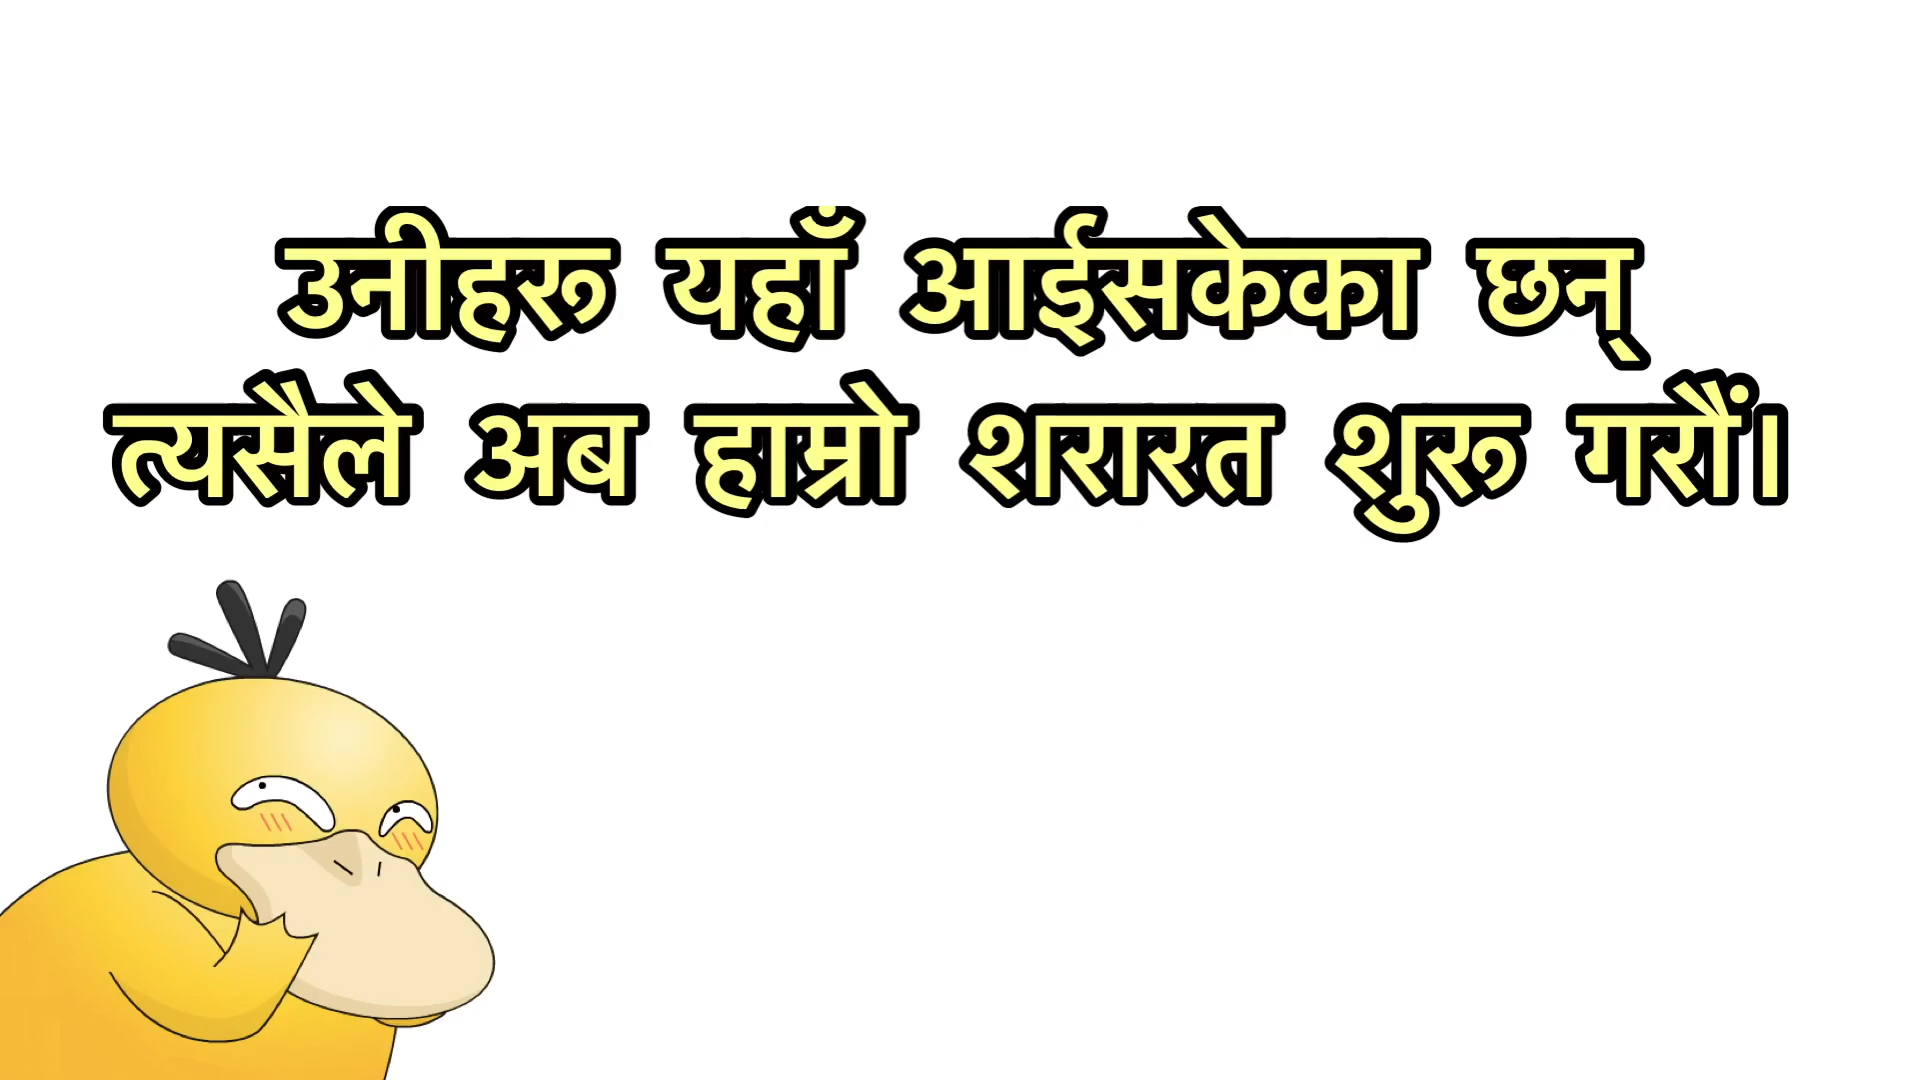 उनीहरू यहाँ आईसकेका छन्
त्यसैले अब हाम्रो शरारत शुरू गरौं।